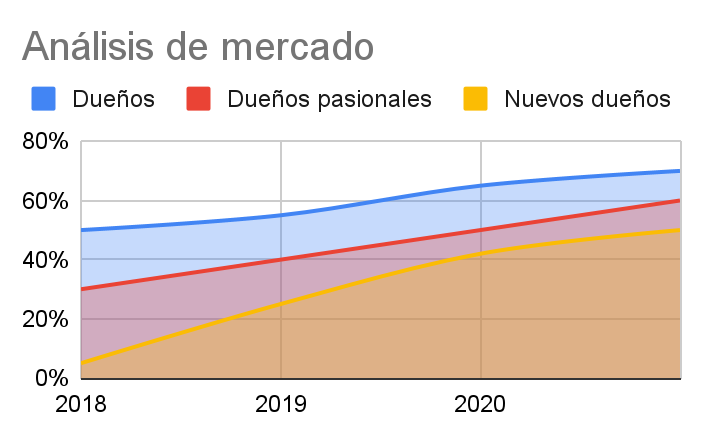 Análisis de mercado
Dueños Dueños pasionales Nuevos dueños
80%
60%
40%
20%
0%
2018 2019 2020